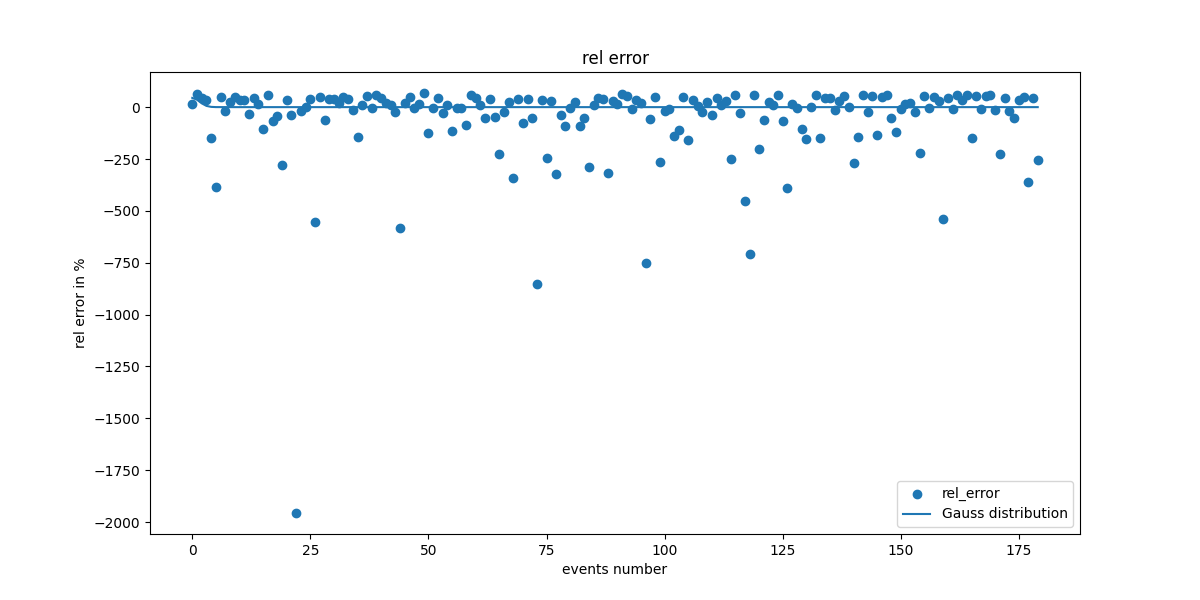 rel error
0
−250
−500
−750
−1000
−1250
−1500
−1750
−2000
rel error in %
0 25 50 75 100 125 150 175
events number
rel_error
Gauss distribution